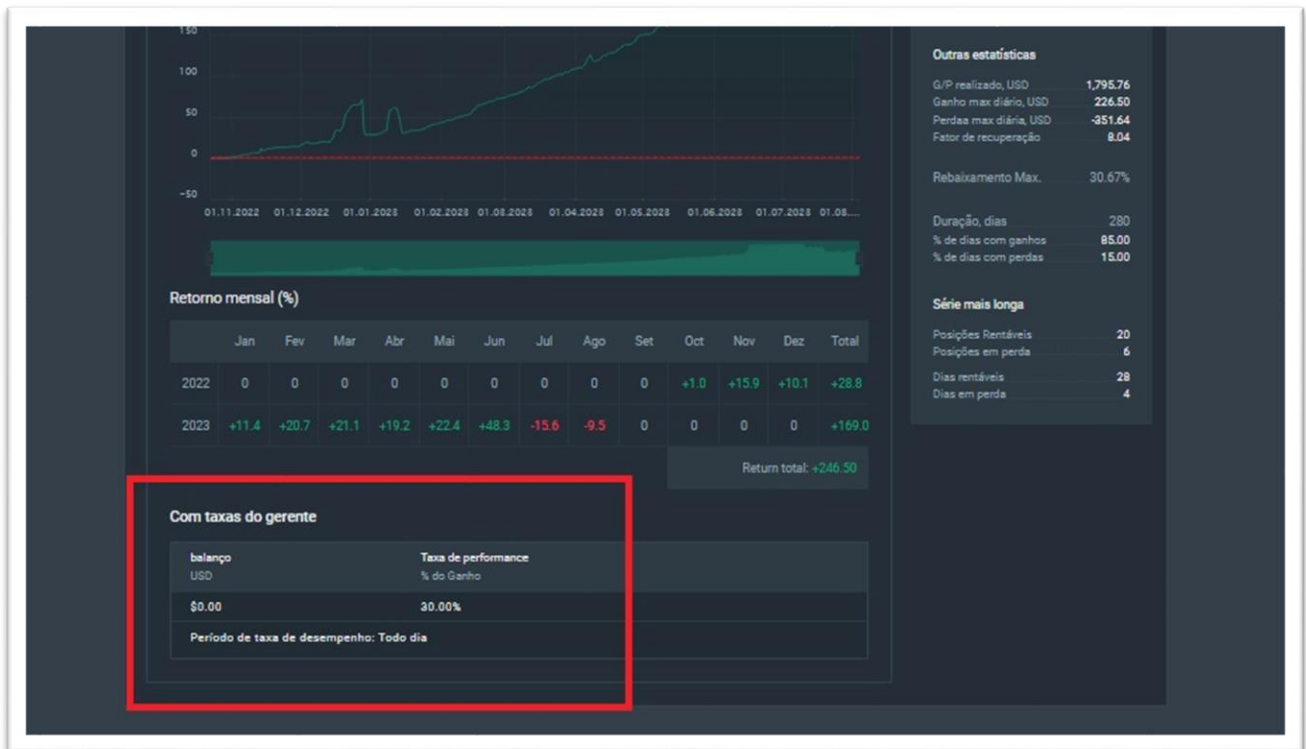 150
100
50
0
-50
01.11.2022 01.12.2022 01.01.2023 01.02.2023 01.03.2023 01.04.2023 01.05.2023 01.06.2023 01.07.2023 01.08....
Retorno mensal (%)
Jan Fev Mar Abr Mai Jun Jul Ago Set Oct Nov Dez Total
2022 0 0 0 0 0 0 0 0 0 +1.0 +15.9 +10.1 +28.8
2023 +11.4 +20.7 +21.1 +19.2 +22.4 +48.3 -15.6 -9.5 0 0 0 0 +169.0
Return total: +246.50
Com taxas do gerente
balanço Taxa de performance
USD % do Ganho
$0.00 30.00%
Período de taxa de desempenho: Todo dia
Outras estatísticas
G/P realizado, USD 1,795.76
Ganho max diário, USD 226.50
Perdaa max diária, USD -351.64
Fator de recuperação 8.04
Rebaixamento Max. 30.67%
Duração, dias 280
% de dias com ganhos 85.00
% de dias com perdas 15.00
Série mais longa
Posições Rentáveis 20
Posições em perda 6
Dias rentáveis 28
Dias em perda 4